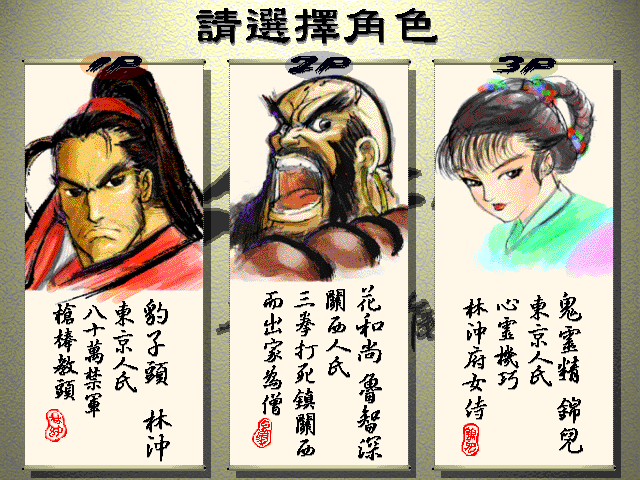 請選擇角色
1P
2P
3P
豹子頭 林沖
東京人氏
八十萬禁軍
槍棒教頭
花和尚 魯智深
關西人氏
三拳打死鎮關西
而出家為僧
鬼靈精 錦兒
東京人氏
心靈機巧
林沖府女侍